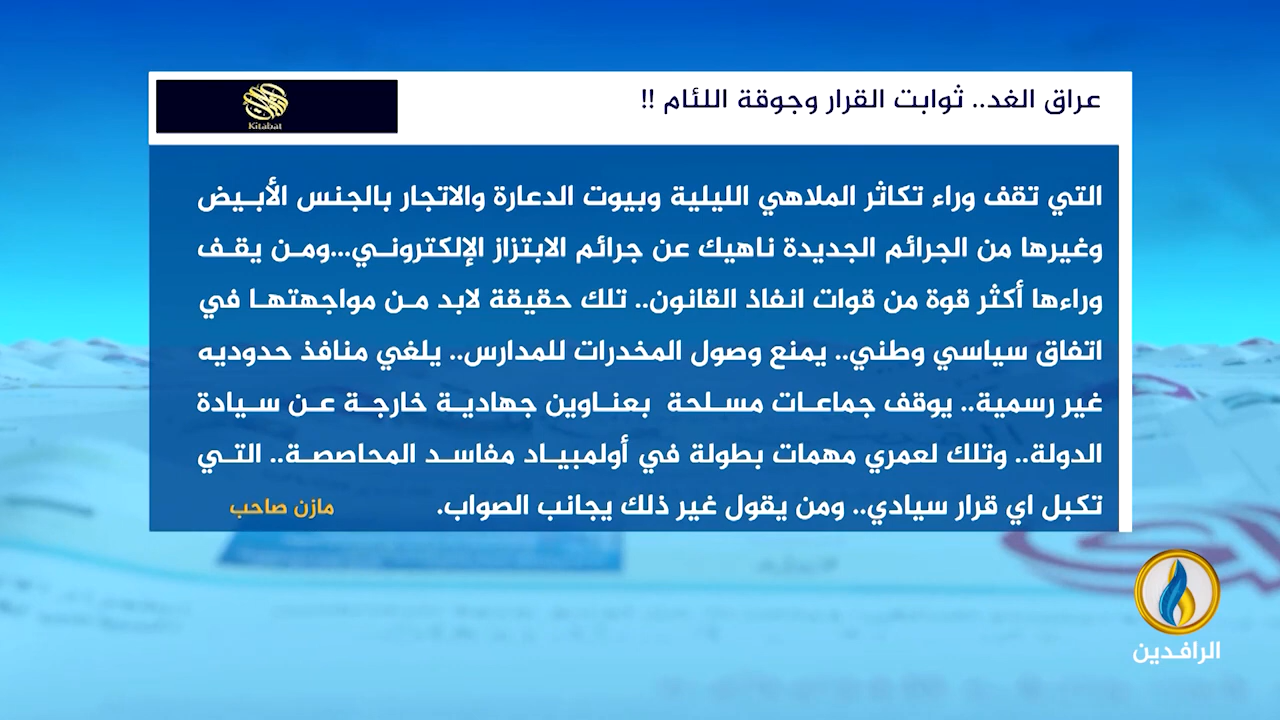 عراق الغد.. ثوابت القرار وجوقة اللئام !!
Kitabat
التي تقف وراء تكاثر الملاهي الليلية وبيوت الدعارة والاتجار بالجنس الأبيض
وغيرها من الجرائم الجديدة ناهيك عن جرائم الابتزاز الإلكتروني...ومن يقف
وراءها أكثر قوة من قوات انفاذ القانون.. تلك حقيقة لابد من مواجهتها في
اتفاق سياسي وطني.. يمنع وصول المخدرات للمدارس.. يلغي منافذ حدوديه
غير رسمية.. يوقف جماعات مسلحة بعناوين جهادية خارجة عن سيادة
الدولة.. وتلك لعمري مهمات بطولة في أولمبياد مفاسد المحاصصة.. التي
تكبل اي قرار سيادي.. ومن يقول غير ذلك يجانب الصواب.
مازن صاحب
الرافدين